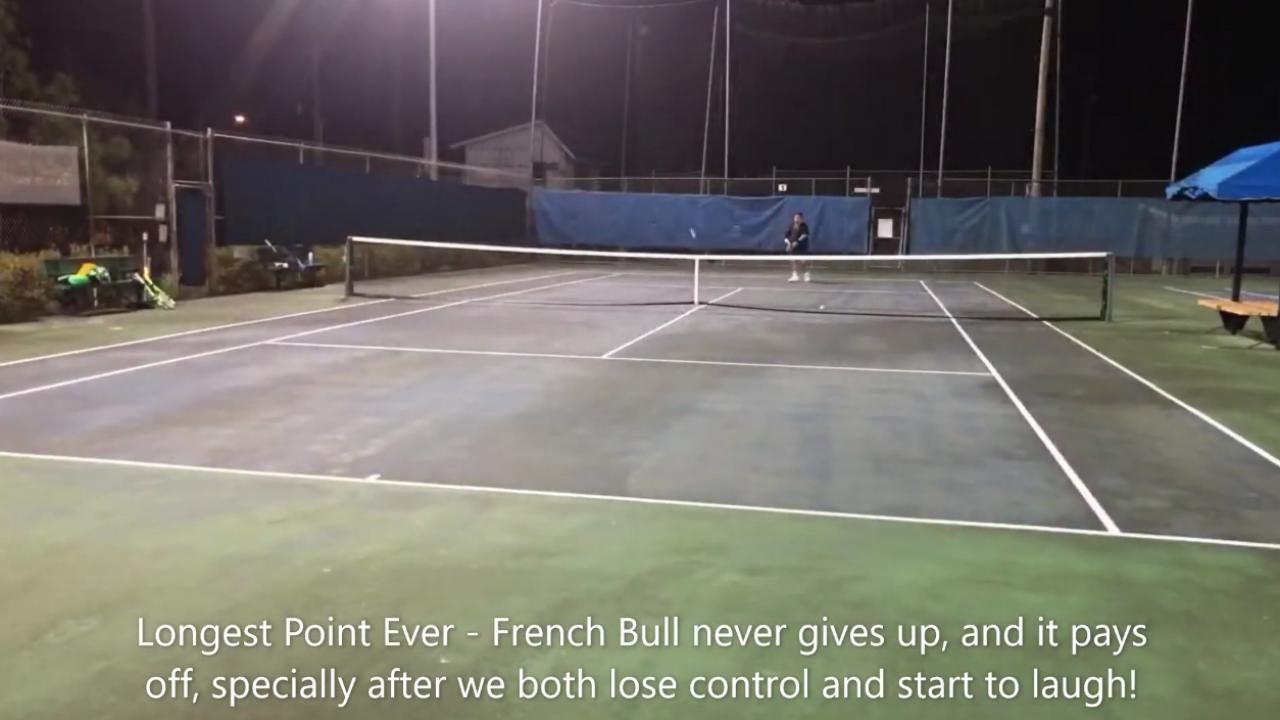 Longest Point Ever - French Bull never gives up, and it pays
off, specially after we both lose control and start to laugh!